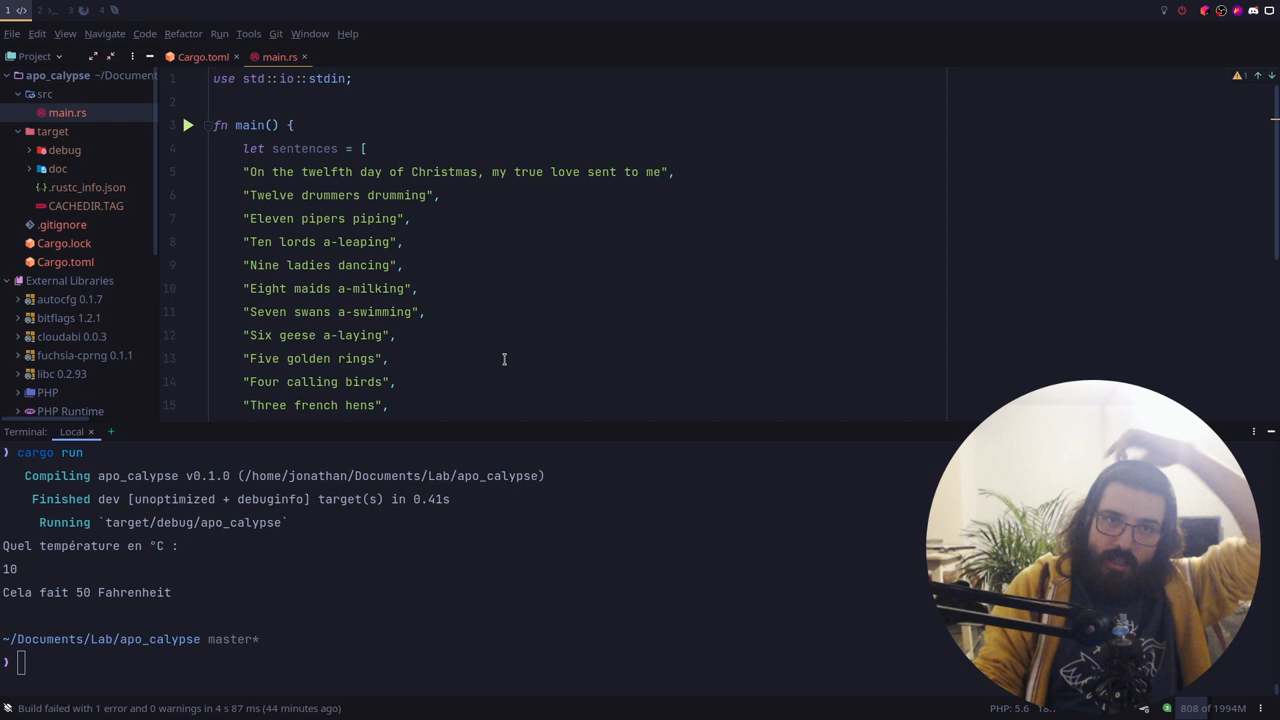 1 </> 2 >_ 3 4
File Edit View Navigate Code Refactor Run Tools Git Window Help
Project
Cargo.toml × main.rs ×
apo_calypse ~/Document
src
main.rs
target
debug
doc
.rustc_info.json
CACHEDIR.TAG
.gitignore
Cargo.lock
Cargo.toml
External Libraries
autocfg 0.1.7
bitflags 1.2.1
cloudabi 0.0.3
fuchsia-cprng 0.1.1
libc 0.2.93
PHP
PHP Runtime
1 use std::io::stdin;
2
3 fn main() {
4 let sentences = [
5 "On the twelfth day of Christmas, my true love sent to me",
6 "Twelve drummers drumming",
7 "Eleven pipers piping",
8 "Ten lords a-leaping",
9 "Nine ladies dancing",
10 "Eight maids a-milking",
11 "Seven swans a-swimming",
12 "Six geese a-laying",
13 "Five golden rings",
14 "Four calling birds",
15 "Three french hens",
1
Terminal: Local × +
❯ cargo run
Compiling apo_calypse v0.1.0 (/home/jonathan/Documents/Lab/apo_calypse)
Finished dev [unoptimized + debuginfo] target(s) in 0.41s
Running `target/debug/apo_calypse`
Quel température en °C :
10
Cela fait 50 Fahrenheit
~/Documents/Lab/apo_calypse master*
❯
Build failed with 1 error and 0 warnings in 4 s 87 ms (44 minutes ago)
PHP: 5.6 808 of 1994M